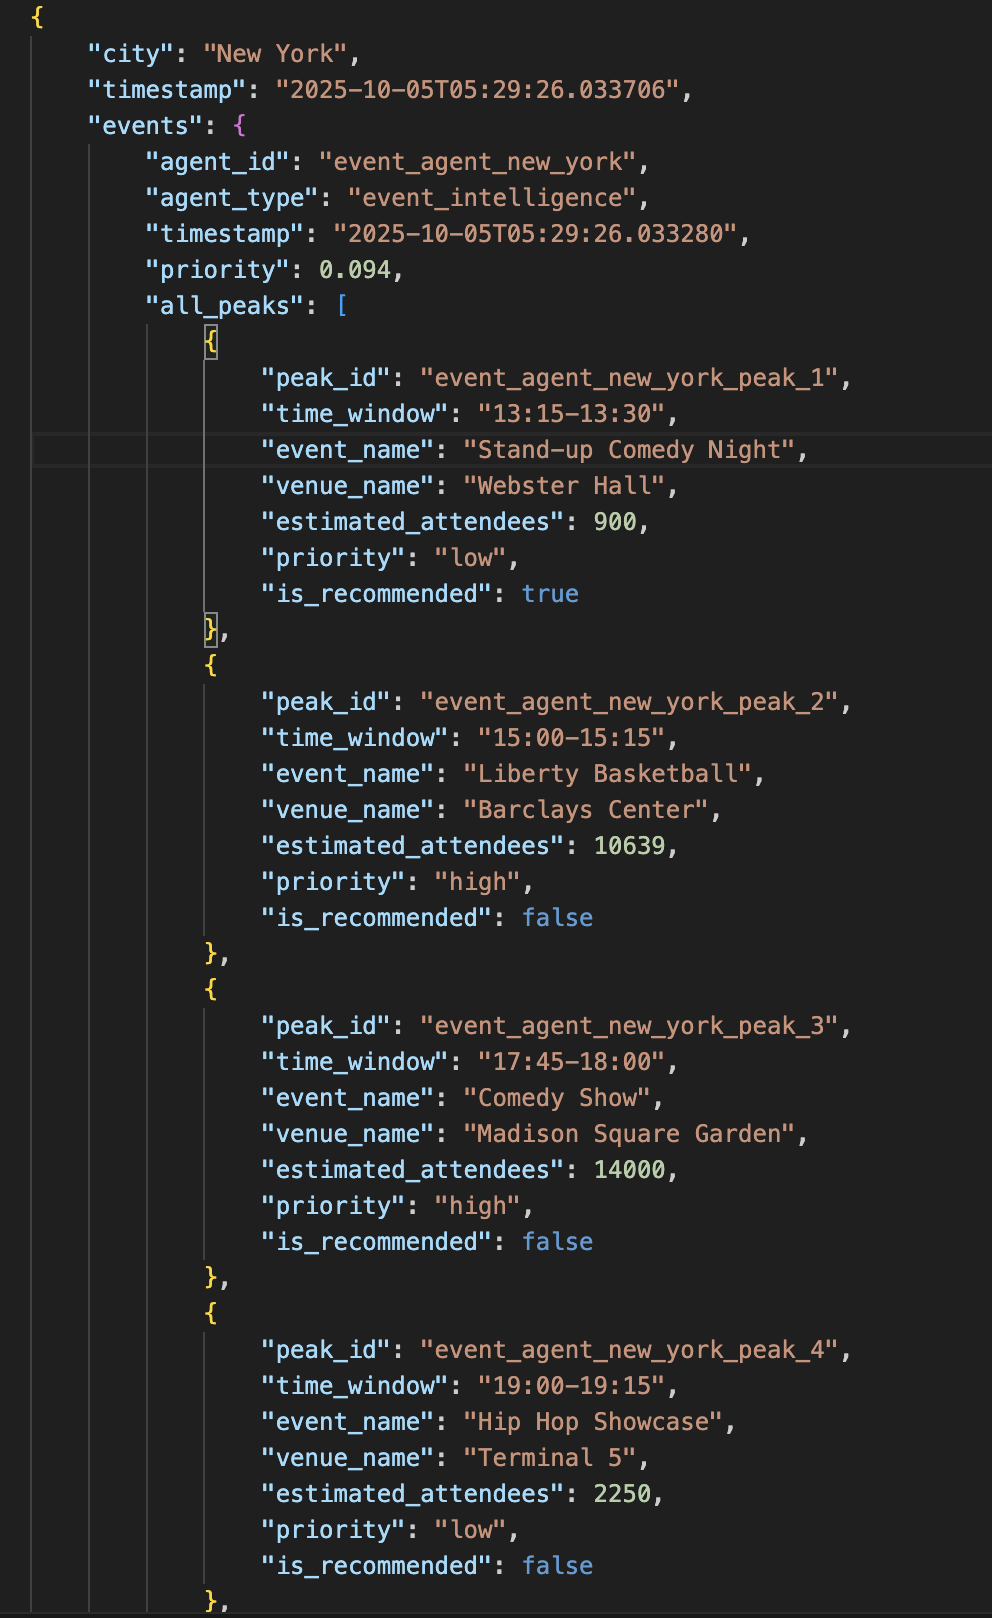 {
"city": "New York",
"timestamp": "2025-10-05T05:29:26.033706",
"events": {
"agent_id": "event_agent_new_york",
"agent_type": "event_intelligence",
"timestamp": "2025-10-05T05:29:26.033280",
"priority": 0.094,
"all_peaks": [
{
"peak_id": "event_agent_new_york_peak_1",
"time_window": "13:15-13:30",
"event_name": "Stand-up Comedy Night",
"venue_name": "Webster Hall",
"estimated_attendees": 900,
"priority": "low",
"is_recommended": true
},
{
"peak_id": "event_agent_new_york_peak_2",
"time_window": "15:00-15:15",
"event_name": "Liberty Basketball",
"venue_name": "Barclays Center",
"estimated_attendees": 10639,
"priority": "high",
"is_recommended": false
},
{
"peak_id": "event_agent_new_york_peak_3",
"time_window": "17:45-18:00",
"event_name": "Comedy Show",
"venue_name": "Madison Square Garden",
"estimated_attendees": 14000,
"priority": "high",
"is_recommended": false
},
{
"peak_id": "event_agent_new_york_peak_4",
"time_window": "19:00-19:15",
"event_name": "Hip Hop Showcase",
"venue_name": "Terminal 5",
"estimated_attendees": 2250,
"priority": "low",
"is_recommended": false
},